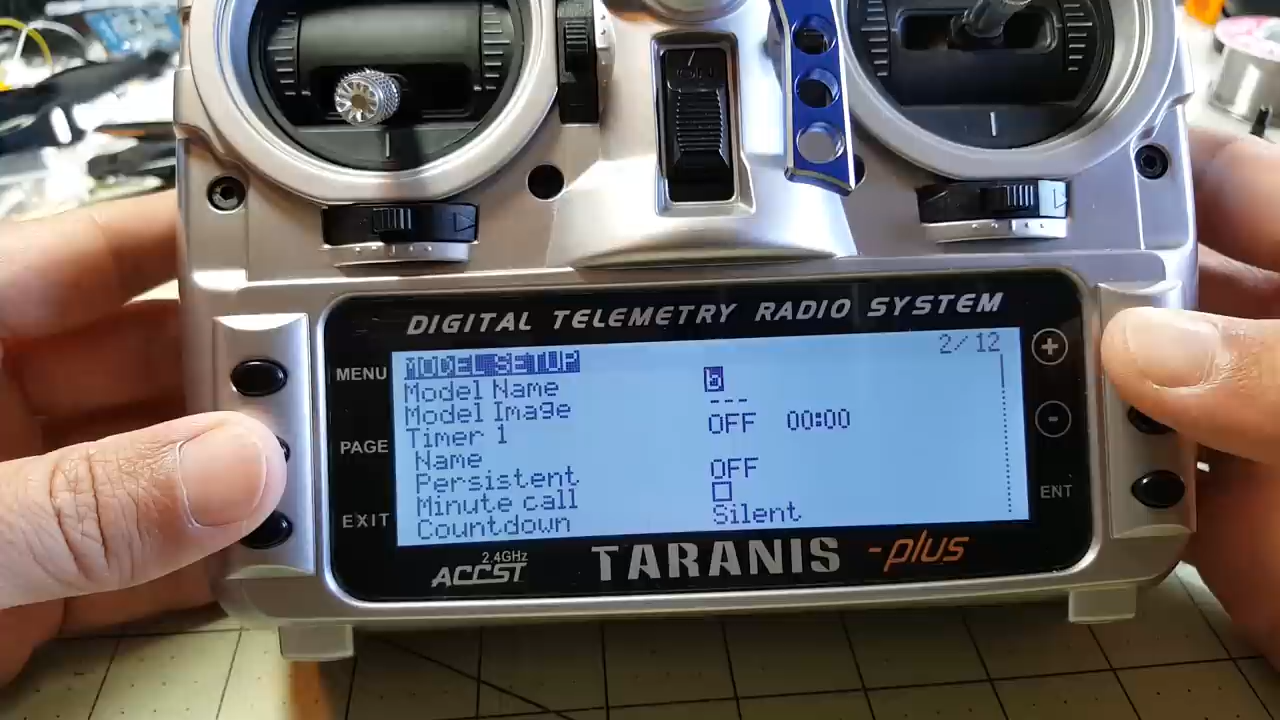 DIGITAL TELEMETRY RADIO SYSTEM
MODEL SETUP 2/12
Model Name
Model Image ---
Timer 1 OFF 00:00
Name
Persistent OFF
Minute call
Countdown Silent
MENU
PAGE
EXIT
+
-
ENT
2.4GHz
ACCST
TARANIS -plus